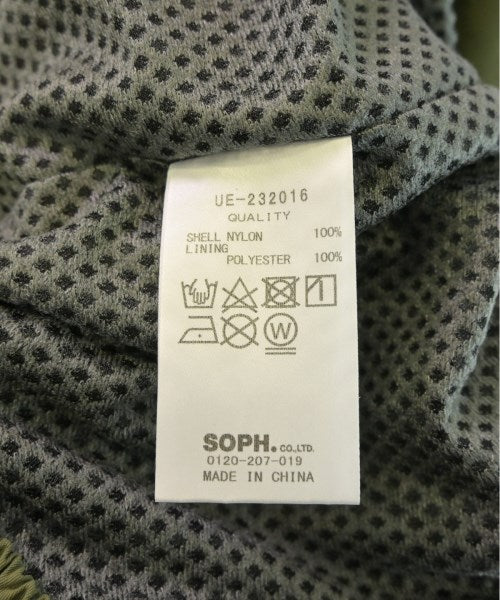 UE-232016
QUALITY
SHELL NYLON 100%
LINING
POLYESTER 100%
W
SOPH. CO.,LTD.
0120-207-019
MADE IN CHINA